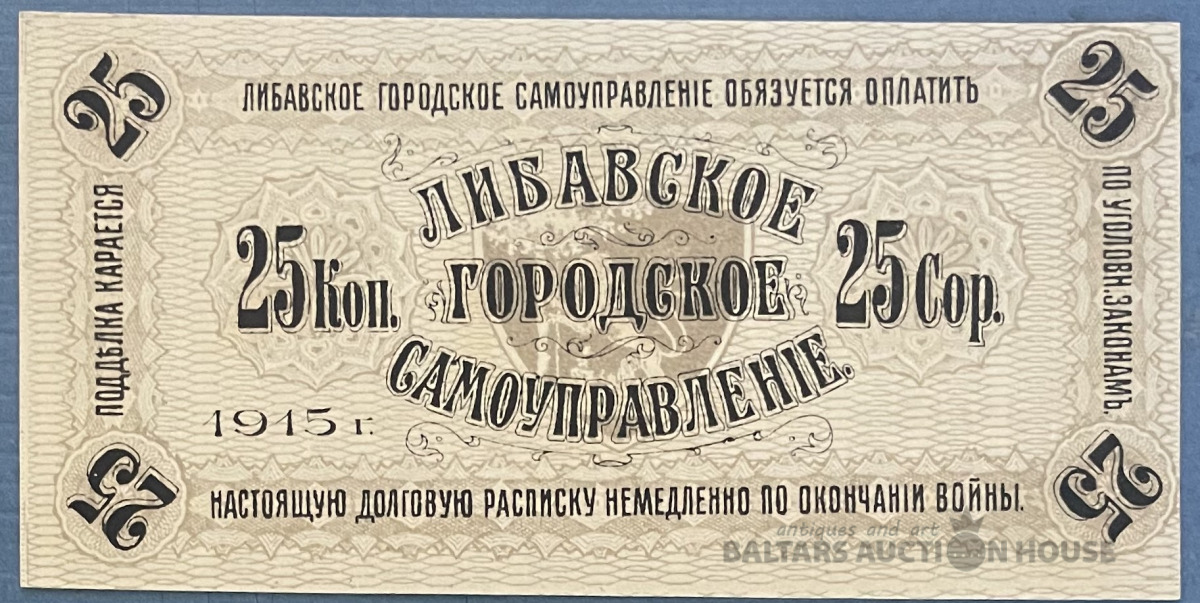 25
25
ЛИБАВСКОЕ ГОРОДСКОЕ САМОУПРАВЛЕНІЕ ОБЯЗУЕТСЯ ОПЛАТИТЬ
ПОДДѢЛКА КАРАЕТСЯ
ПО УГОЛОВН.ЗАКОНАМЪ.
ЛИБАВСКОЕ
25 Коп.
ГОРОДСКОЕ
25 Cop.
САМОУПРАВЛЕНІЕ.
1915 г.
25
25
НАСТОЯЩУЮ ДОЛГОВУЮ РАСПИСКУ НЕМЕДЛЕННО ПО ОКОНЧАНІИ ВОЙНЫ.
antiques and art
BALTARS AUCTION HOUSE